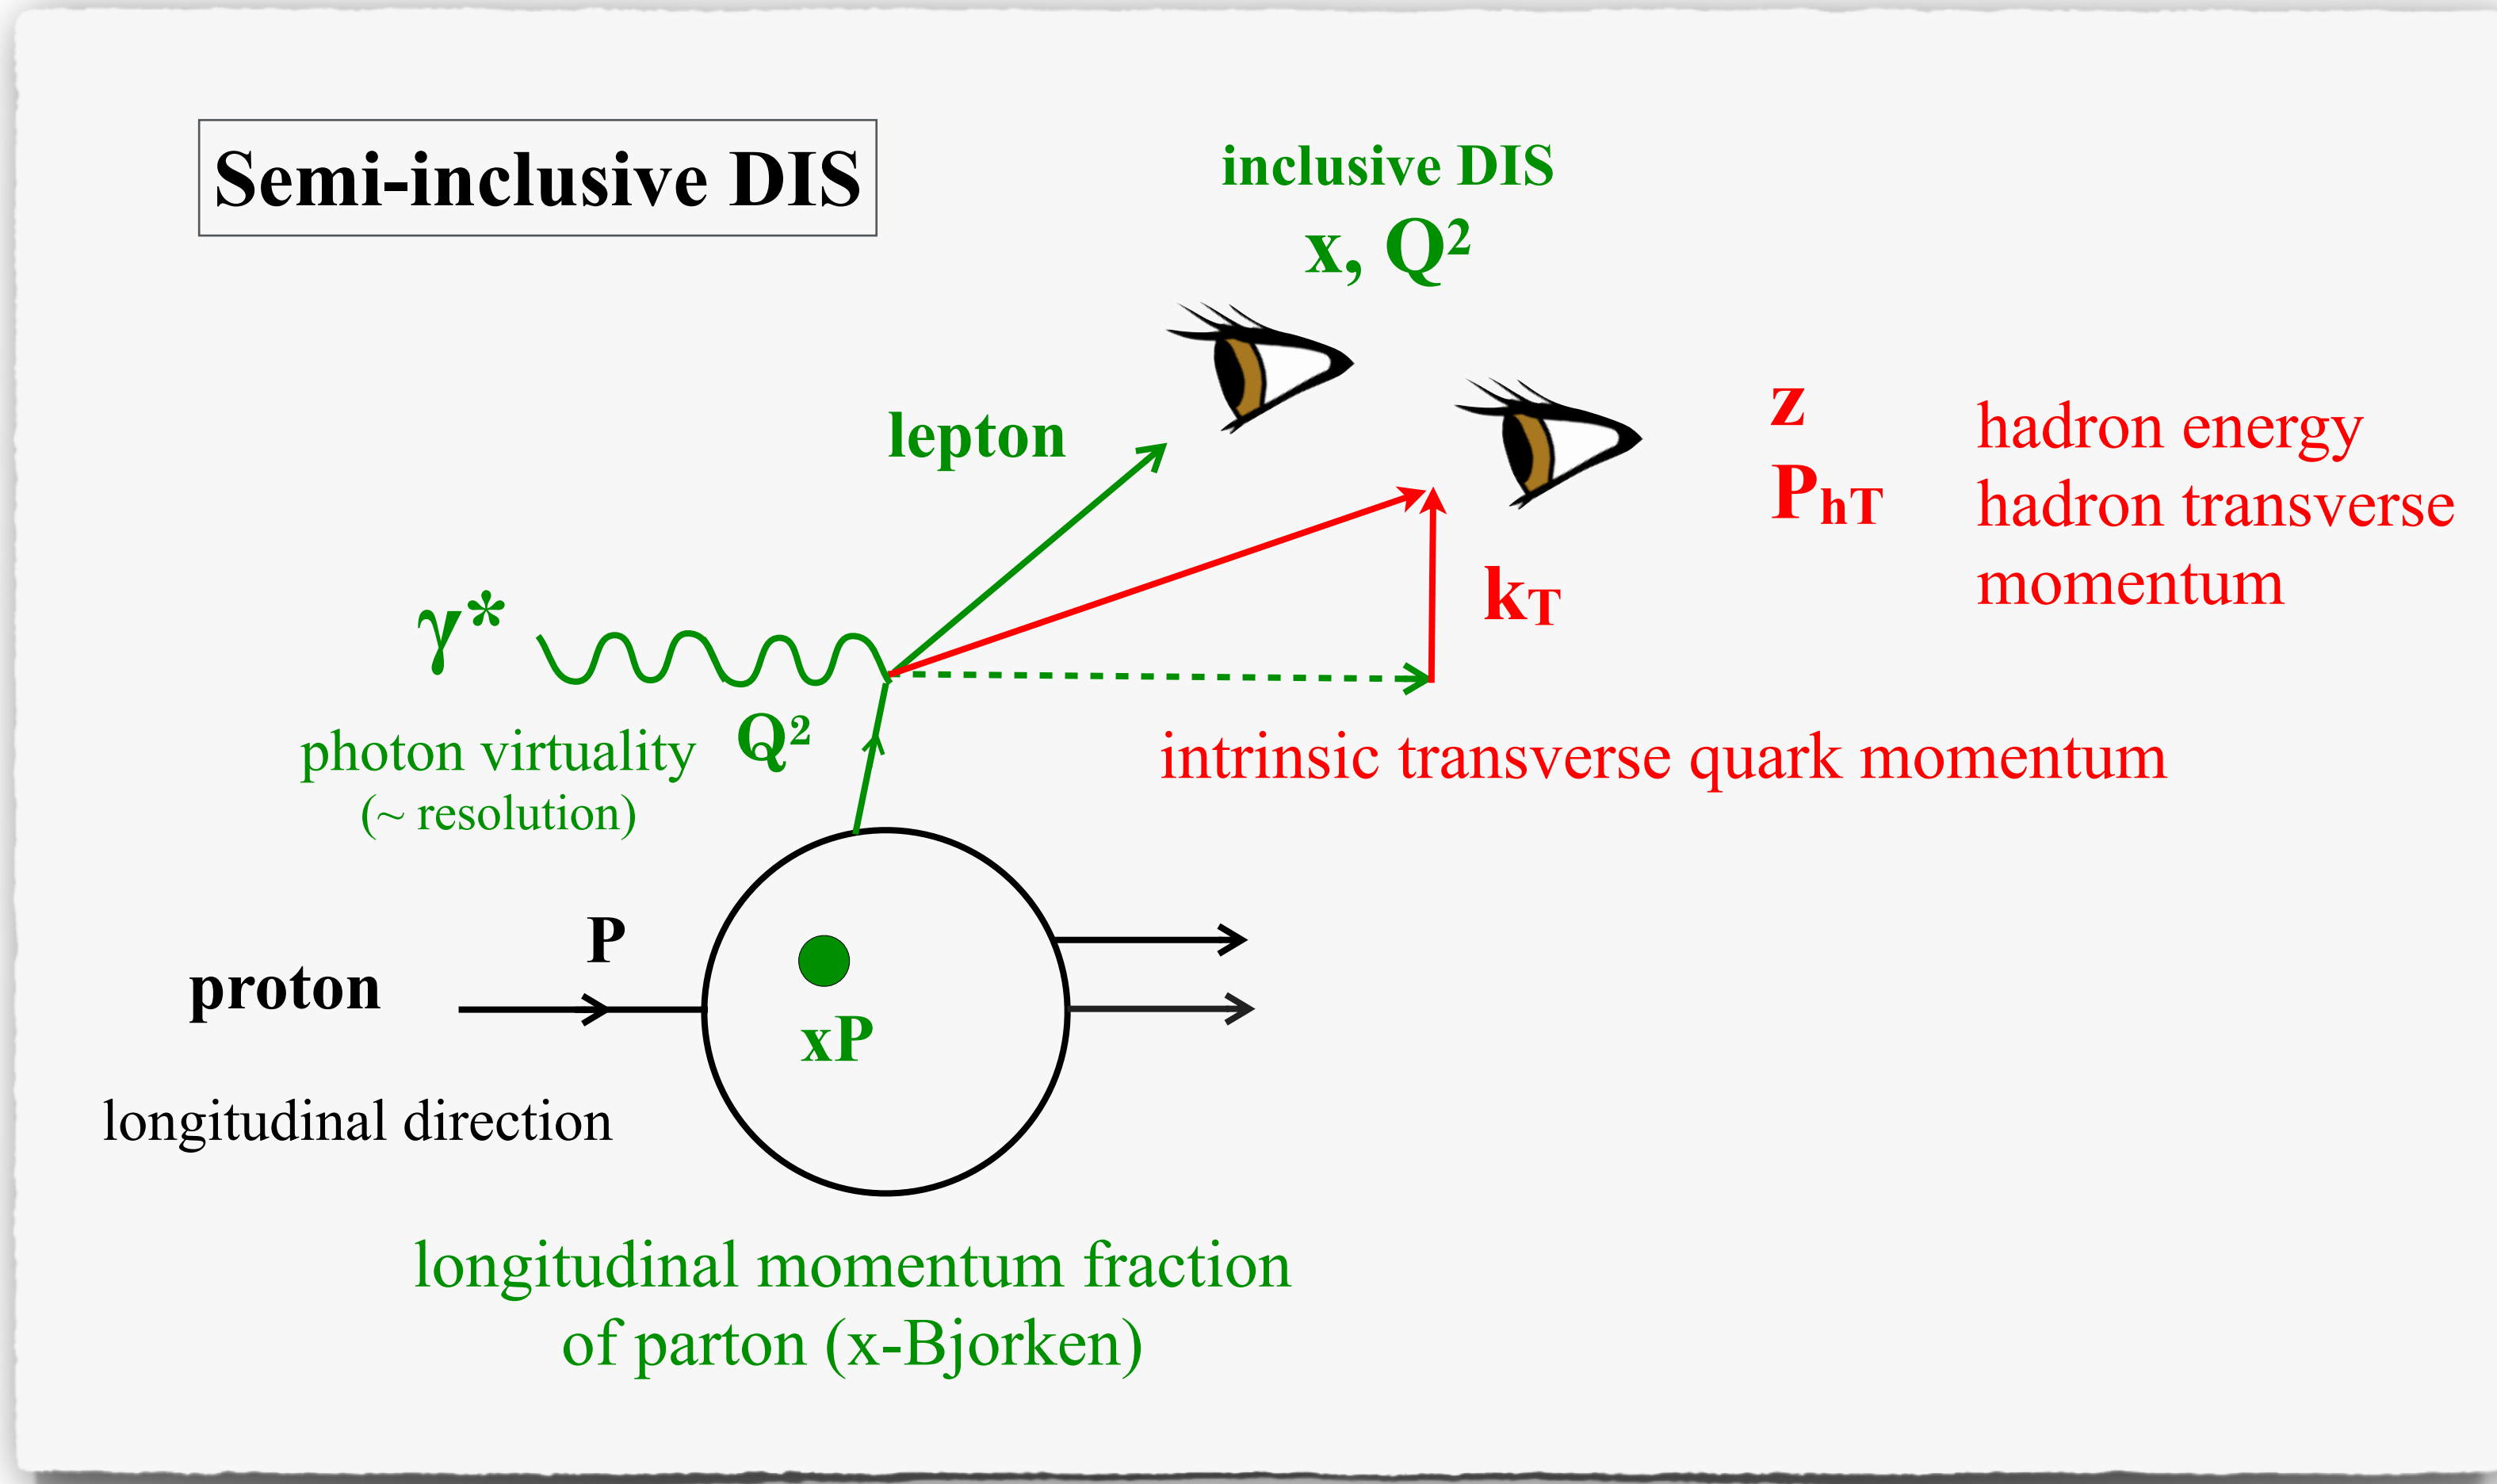 Semi-inclusive DIS
inclusive DIS
x, Q²
lepton
z hadron energy
PhT hadron transverse
momentum
kT
γ*
photon virtuality Q²
(~ resolution)
intrinsic transverse quark momentum
P
proton
xP
longitudinal direction
longitudinal momentum fraction
of parton (x-Bjorken)